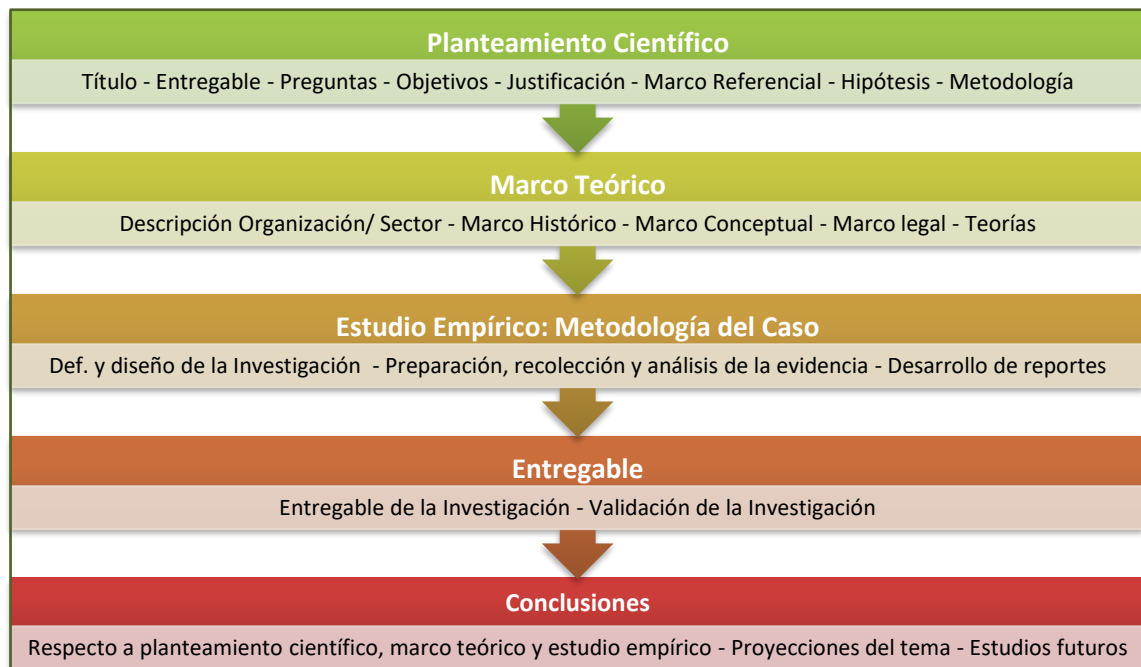 Planteamiento Científico
Título - Entregable - Preguntas - Objetivos - Justificación - Marco Referencial - Hipótesis - Metodología
Marco Teórico
Descripción Organización/ Sector - Marco Histórico - Marco Conceptual - Marco legal - Teorías
Estudio Empírico: Metodología del Caso
Def. y diseño de la Investigación - Preparación, recolección y análisis de la evidencia - Desarrollo de reportes
Entregable
Entregable de la Investigación - Validación de la Investigación
Conclusiones
Respecto a planteamiento científico, marco teórico y estudio empírico - Proyecciones del tema - Estudios futuros